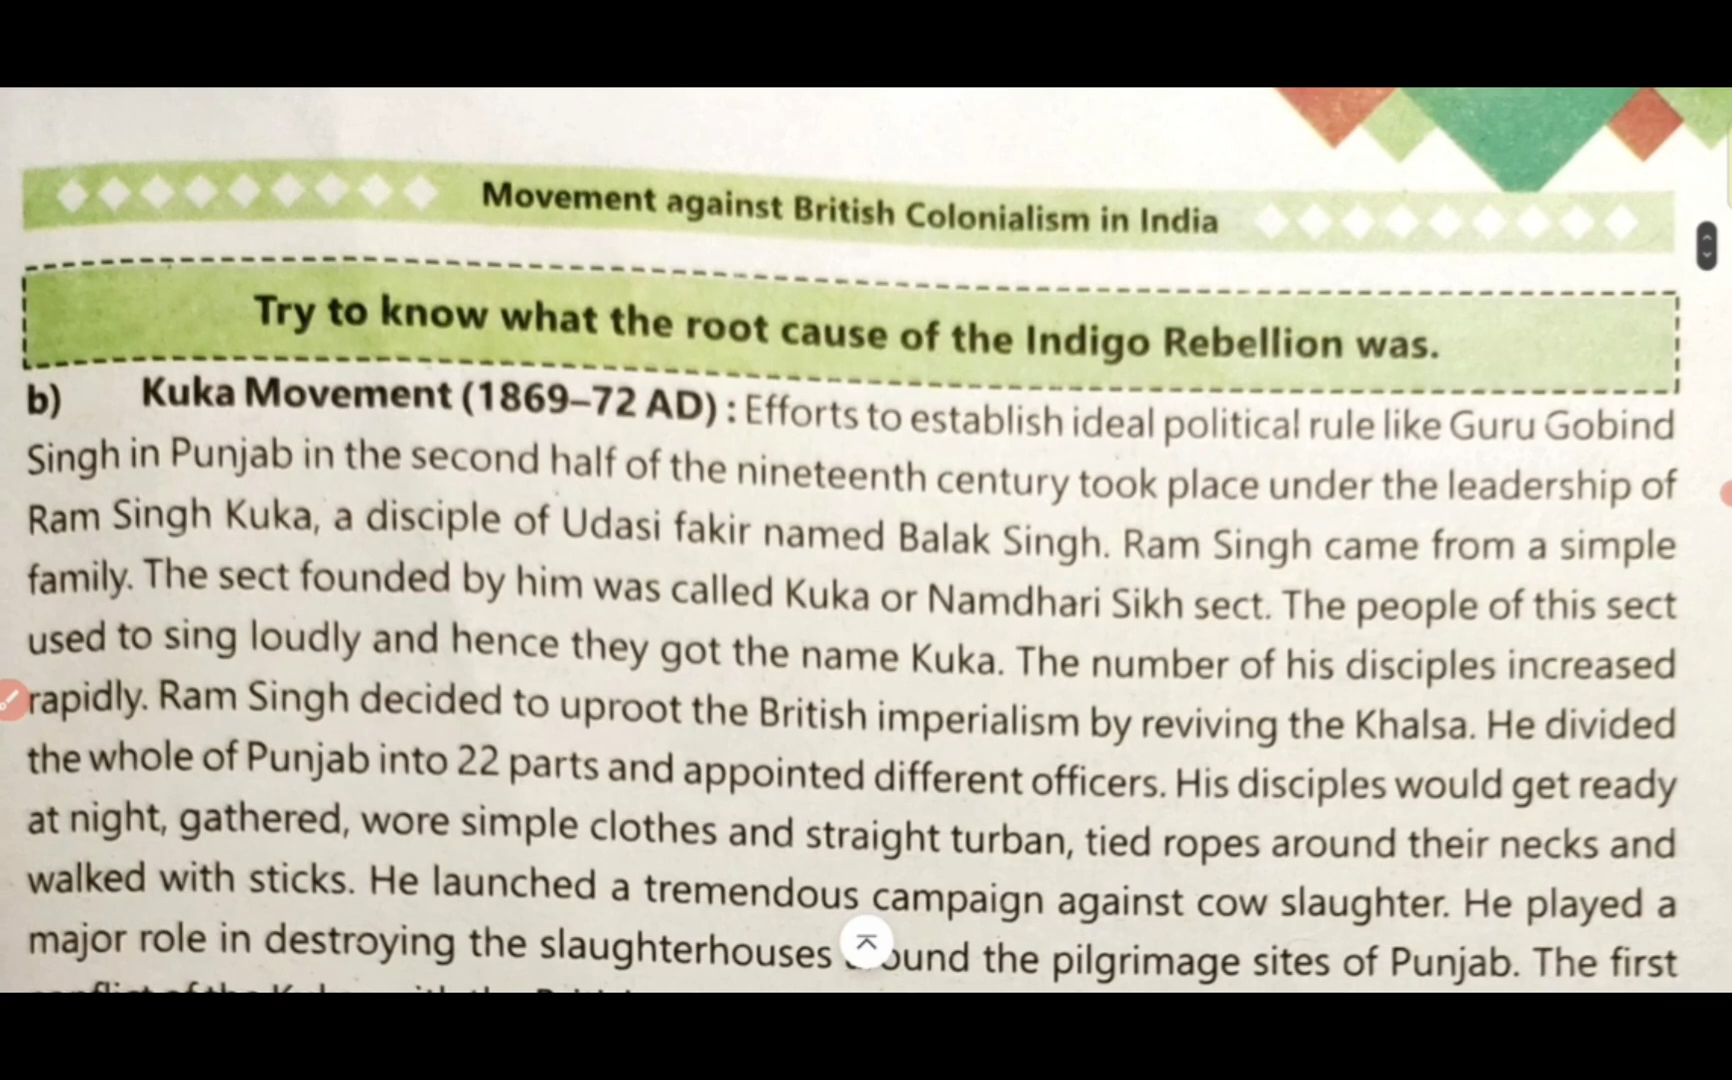 Movement against British Colonialism in India
Try to know what the root cause of the Indigo Rebellion was.
b) Kuka Movement (1869–72 AD) : Efforts to establish ideal political rule like Guru Gobind
Singh in Punjab in the second half of the nineteenth century took place under the leadership of
Ram Singh Kuka, a disciple of Udasi fakir named Balak Singh. Ram Singh came from a simple
family. The sect founded by him was called Kuka or Namdhari Sikh sect. The people of this sect
used to sing loudly and hence they got the name Kuka. The number of his disciples increased
rapidly. Ram Singh decided to uproot the British imperialism by reviving the Khalsa. He divided
the whole of Punjab into 22 parts and appointed different officers. His disciples would get ready
at night, gathered, wore simple clothes and straight turban, tied ropes around their necks and
walked with sticks. He launched a tremendous campaign against cow slaughter. He played a
major role in destroying the slaughterhouses the pilgrimage sites of Punjab. The first